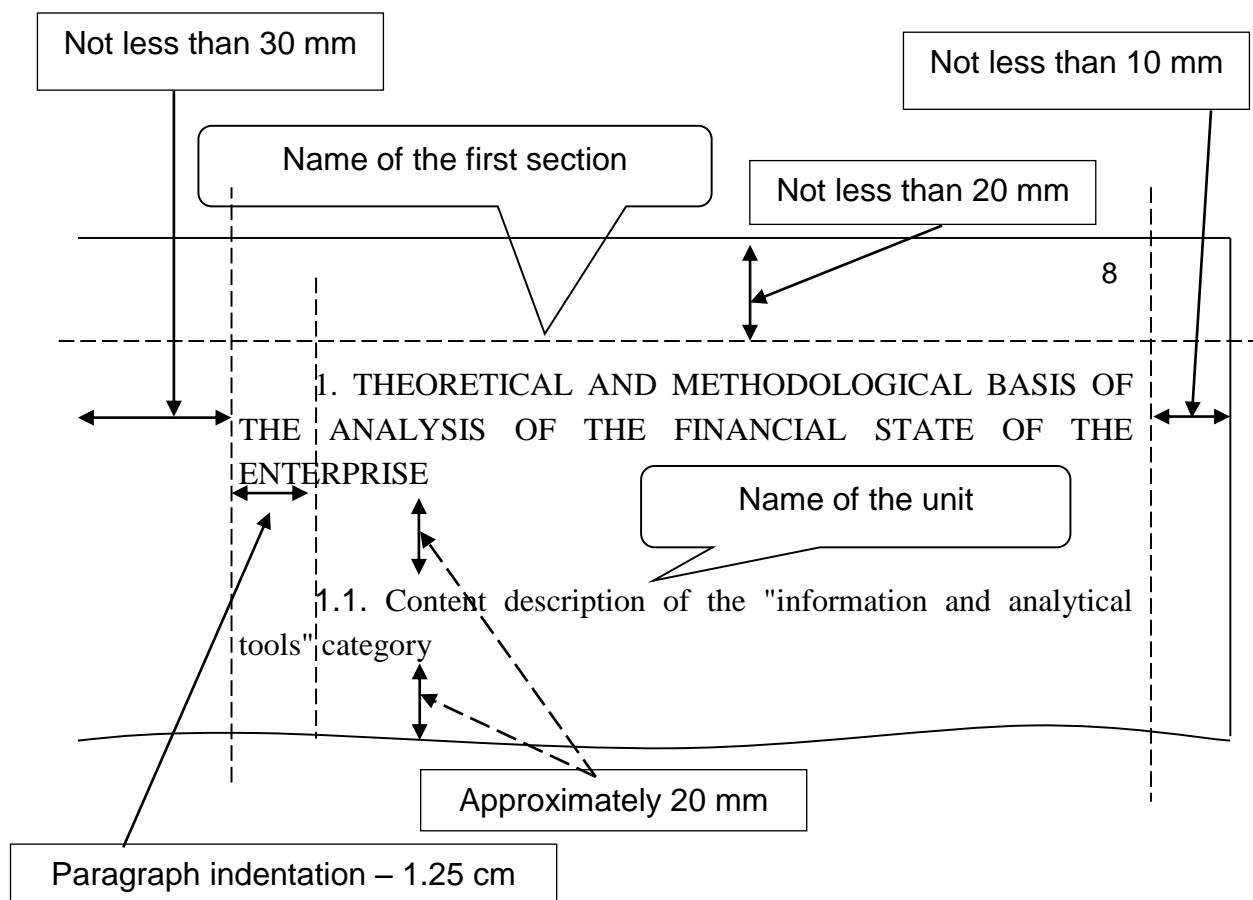 Not less than 30 mm
Not less than 10 mm
Name of the first section
Not less than 20 mm
8
1. THEORETICAL AND METHODOLOGICAL BASIS OF
THE ANALYSIS OF THE FINANCIAL STATE OF THE
ENTERPRISE
Name of the unit
1.1. Content description of the "information and analytical
tools" category
Approximately 20 mm
Paragraph indentation – 1.25 cm